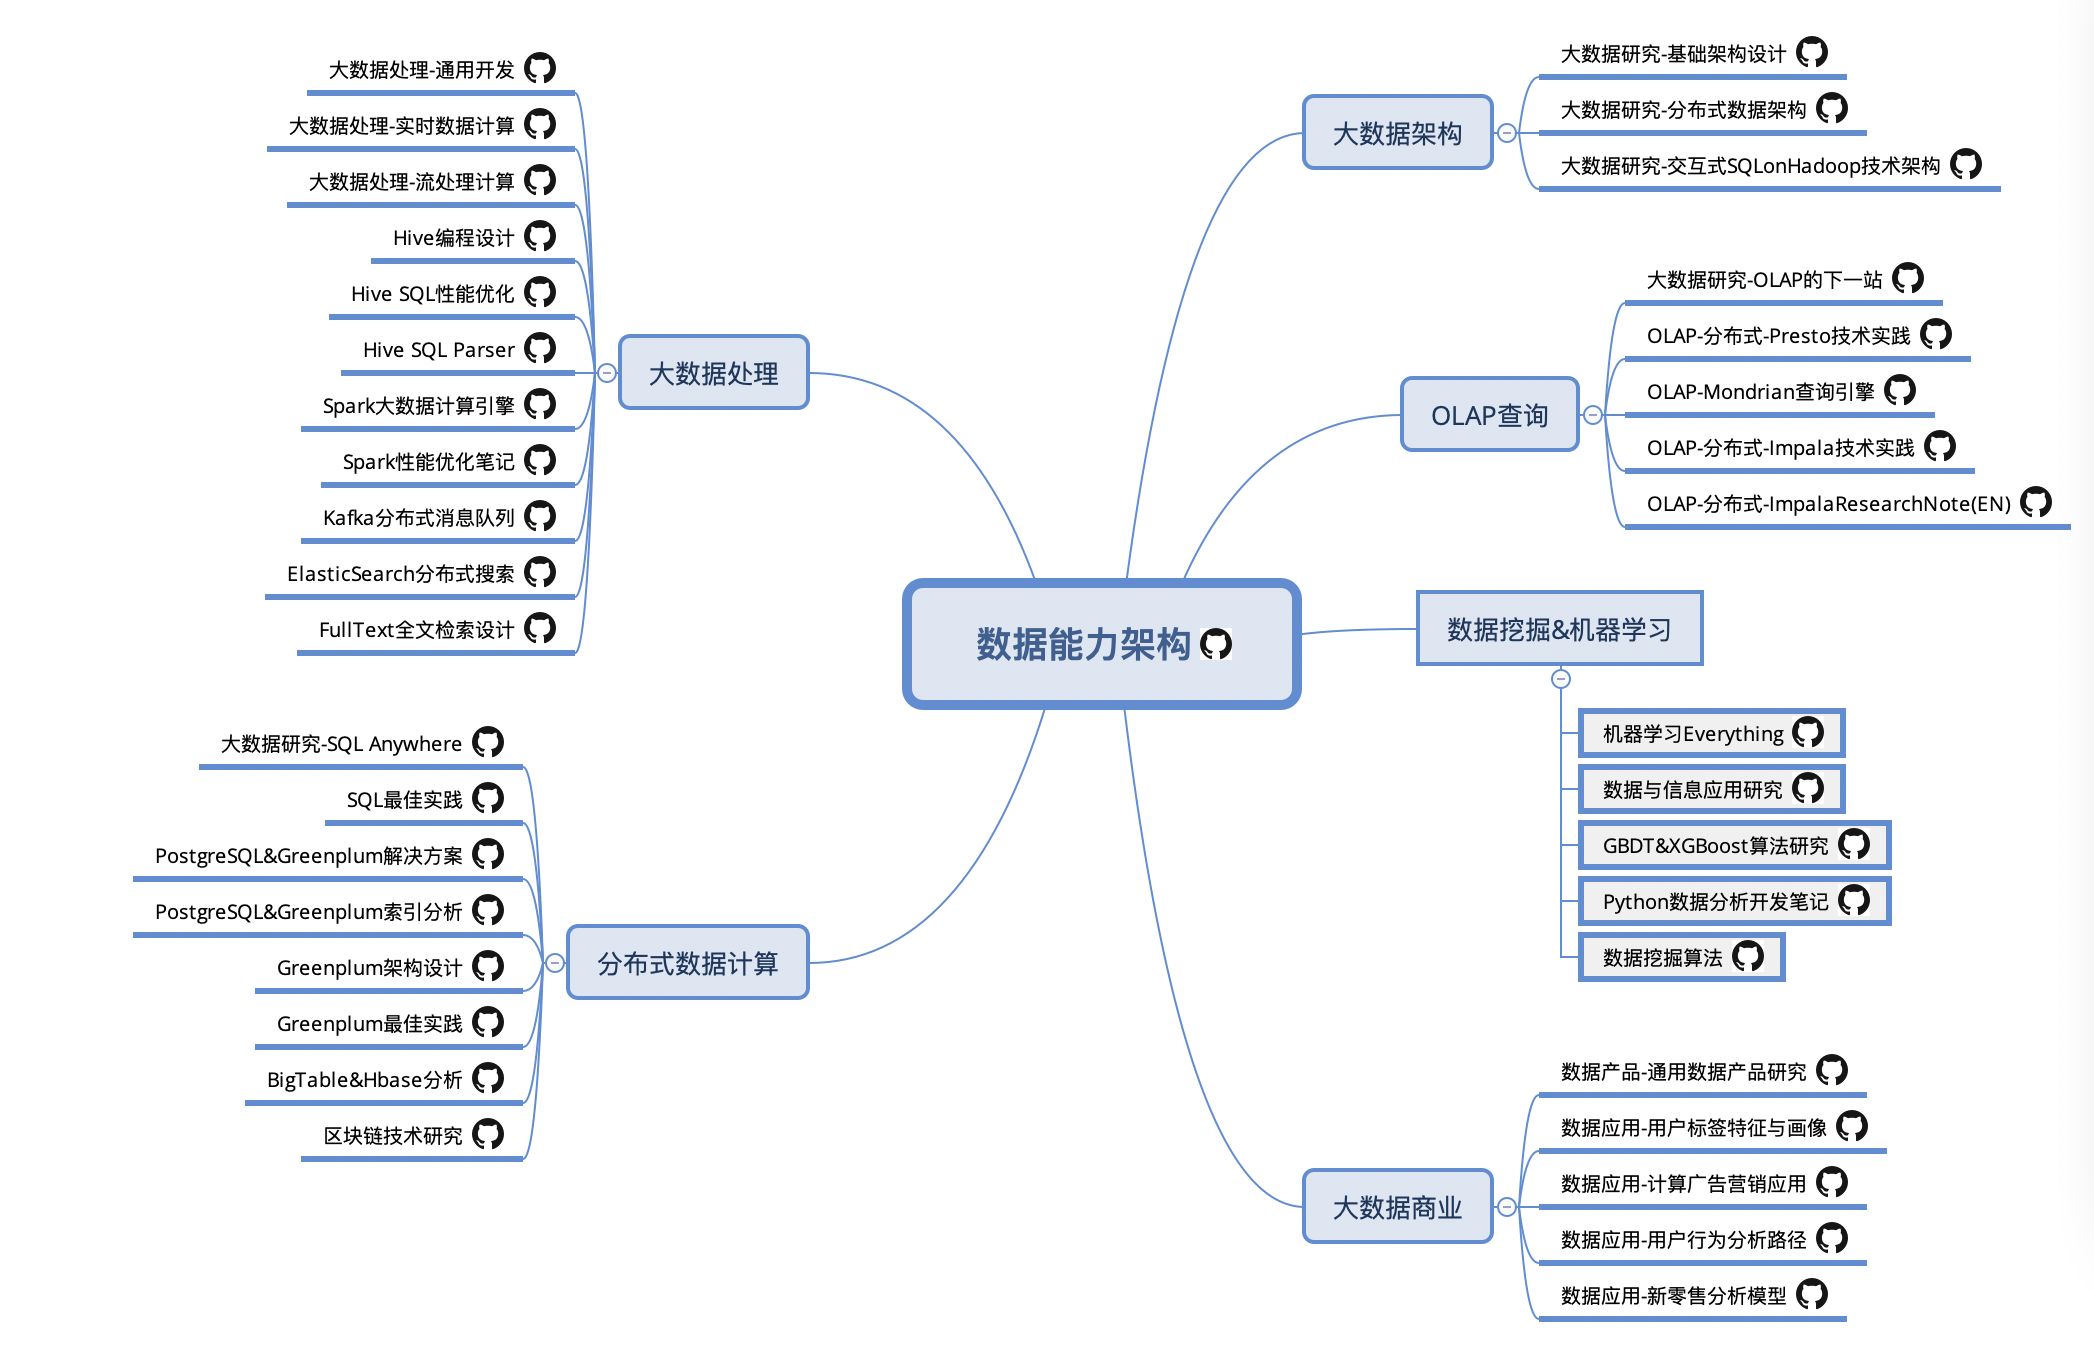 数据能力架构
大数据架构
大数据研究-基础架构设计
大数据研究-分布式数据架构
大数据研究-交互式SQLonHadoop技术架构
OLAP查询
大数据研究-OLAP的下一站
OLAP-分布式-Presto技术实践
OLAP-Mondrian查询引擎
OLAP-分布式-Impala技术实践
OLAP-分布式-ImpalaResearchNote(EN)
数据挖掘&机器学习
机器学习Everything
数据与信息应用研究
GBDT&XGBoost算法研究
Python数据分析开发笔记
数据挖掘算法
大数据商业
数据产品-通用数据产品研究
数据应用-用户标签特征与画像
数据应用-计算广告营销应用
数据应用-用户行为分析路径
数据应用-新零售分析模型
大数据处理
大数据处理-通用开发
大数据处理-实时数据计算
大数据处理-流处理计算
Hive编程设计
Hive SQL性能优化
Hive SQL Parser
Spark大数据计算引擎
Spark性能优化笔记
Kafka分布式消息队列
ElasticSearch分布式搜索
FullText全文检索设计
分布式数据计算
大数据研究-SQL Anywhere
SQL最佳实践
PostgreSQL&Greenplum解决方案
PostgreSQL&Greenplum索引分析
Greenplum架构设计
Greenplum最佳实践
BigTable&Hbase分析
区块链技术研究